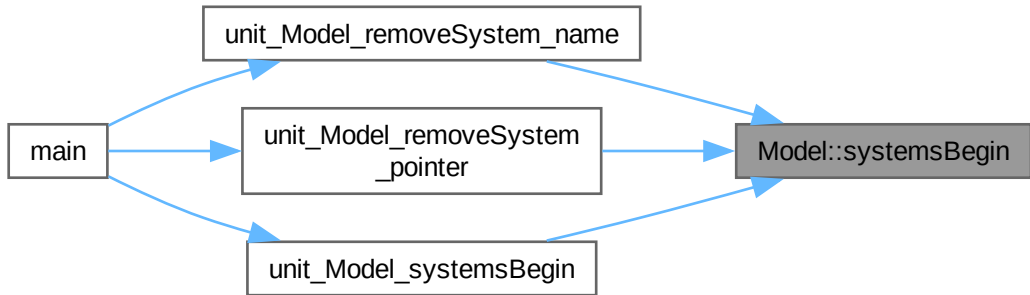 unit_Model_removeSystem_name
main
unit_Model_removeSystem
_pointer
Model::systemsBegin
unit_Model_systemsBegin